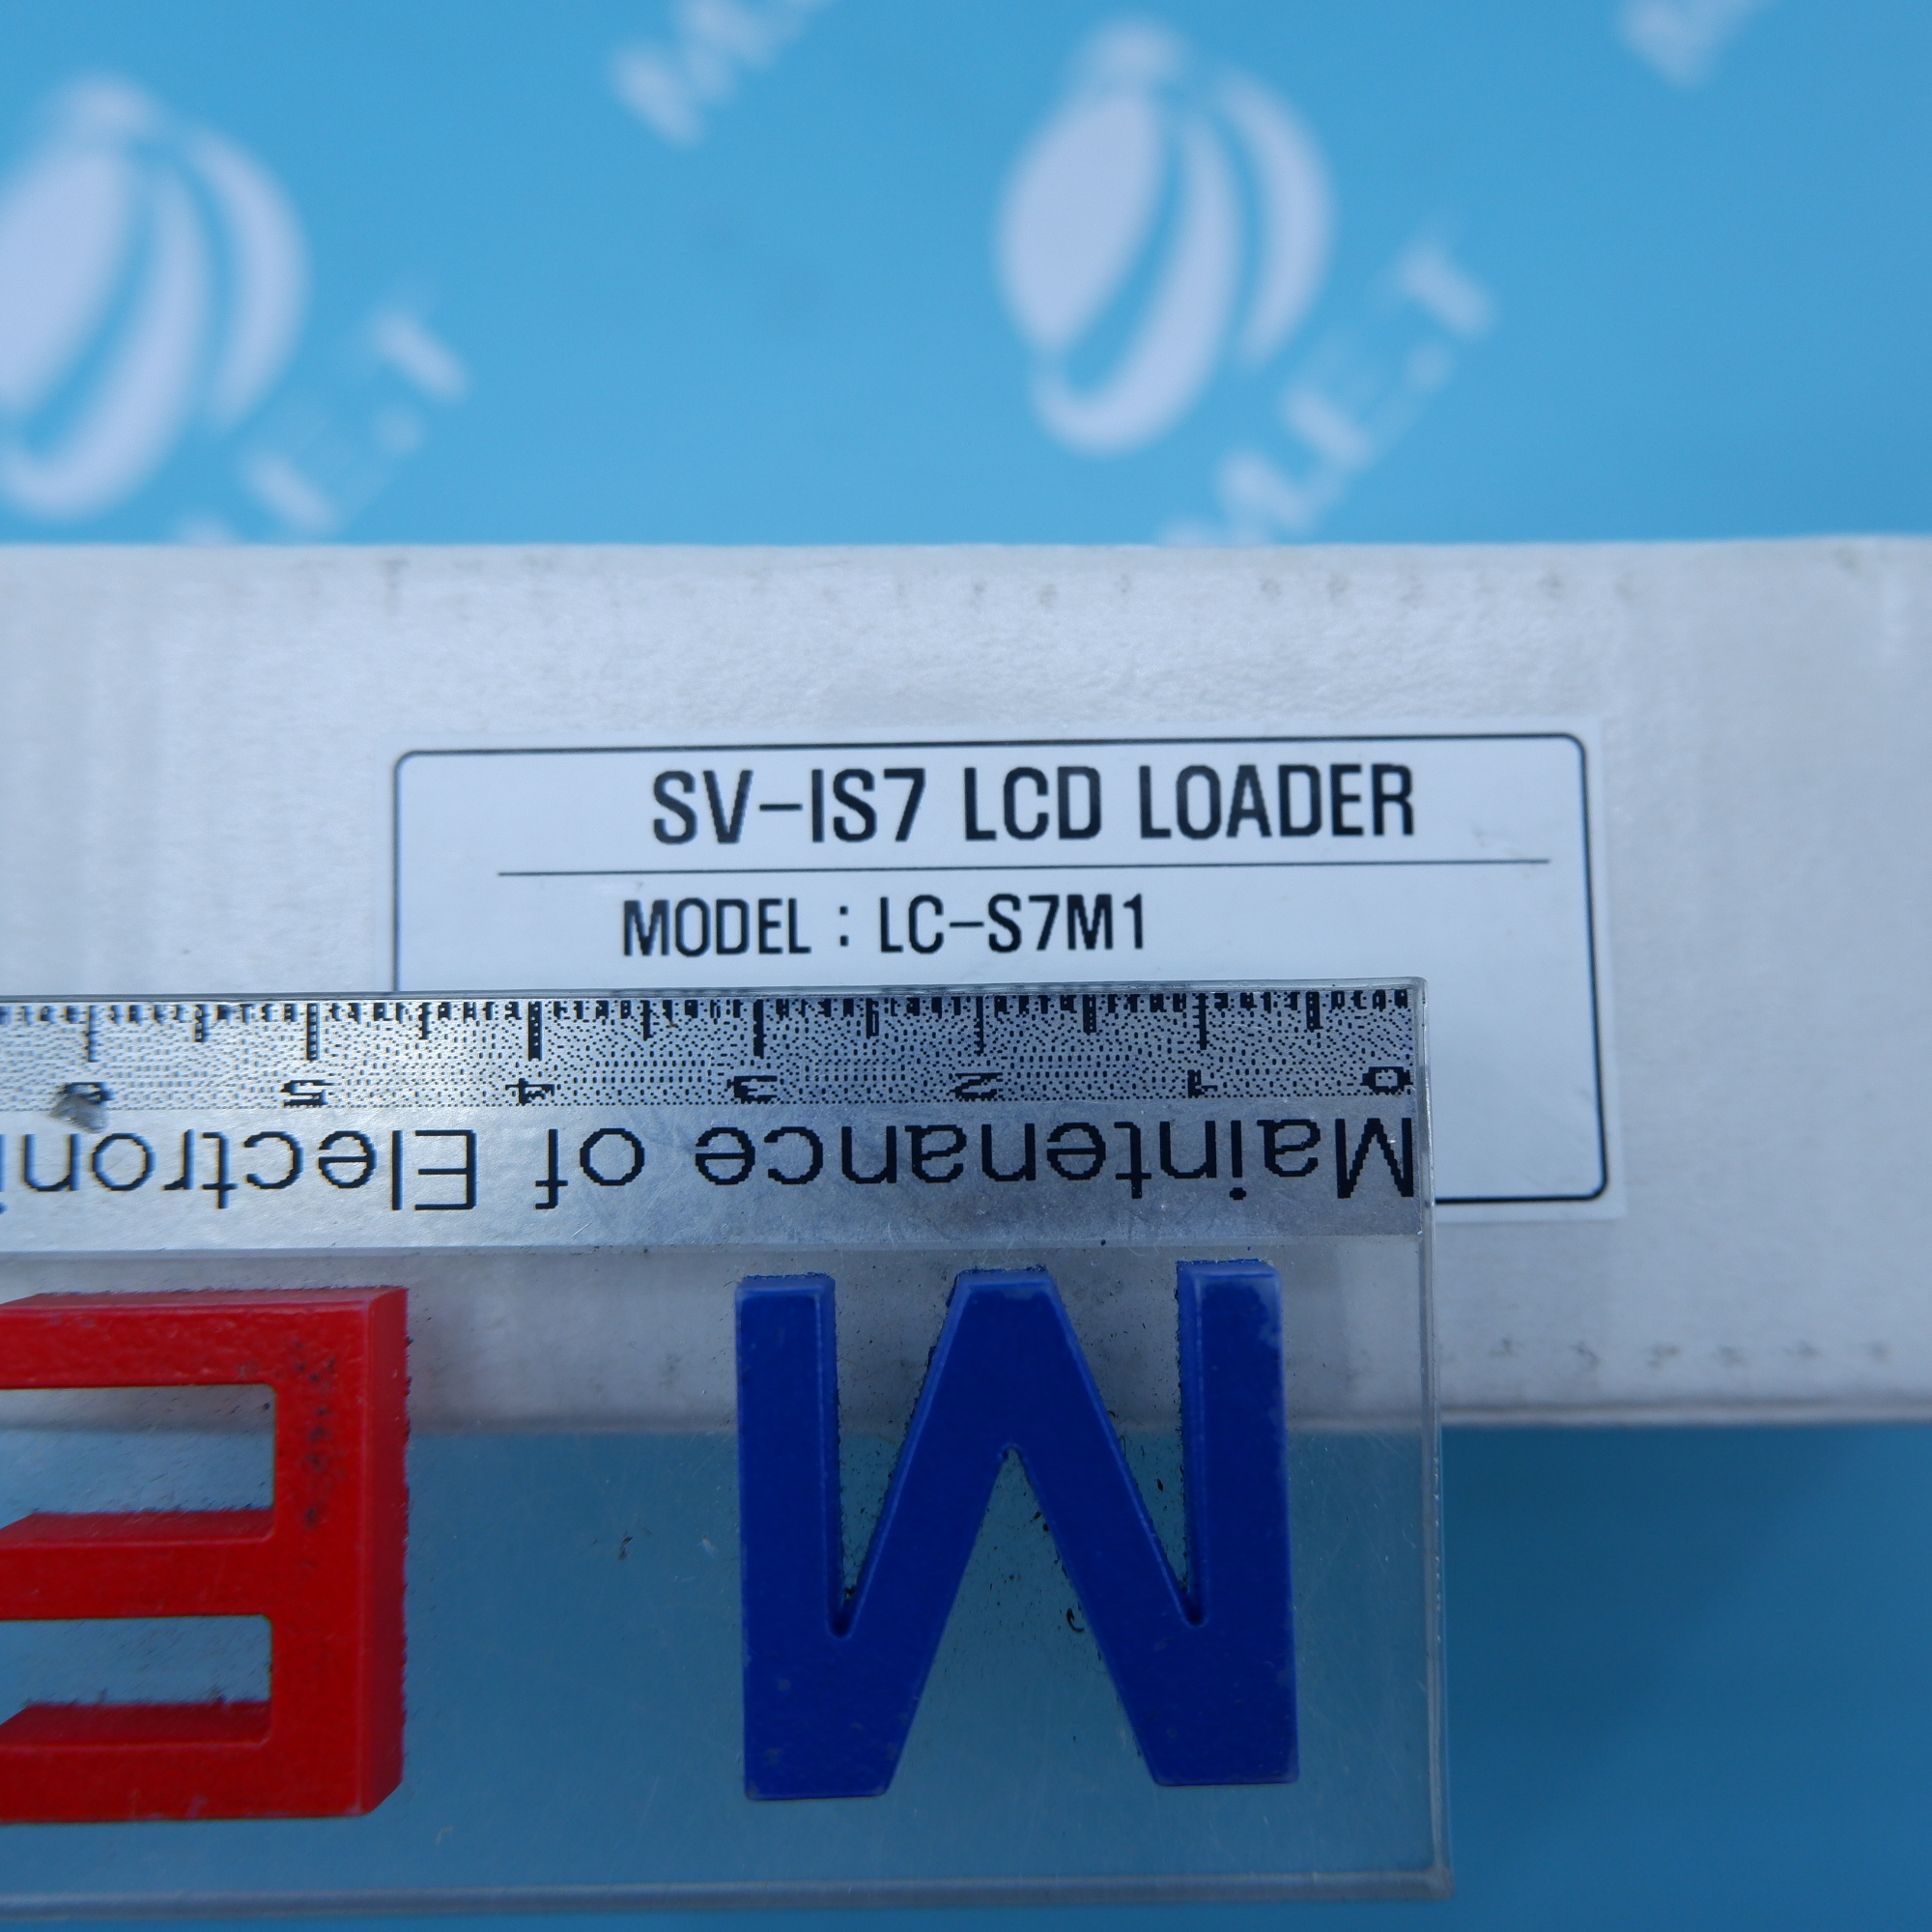 SV-IS7 LCD LOADER
MODEL : LC-S7M1
0 1 2 3 4 5 6
Maintenance of Electroni
M E
M.E.T
M.E.T